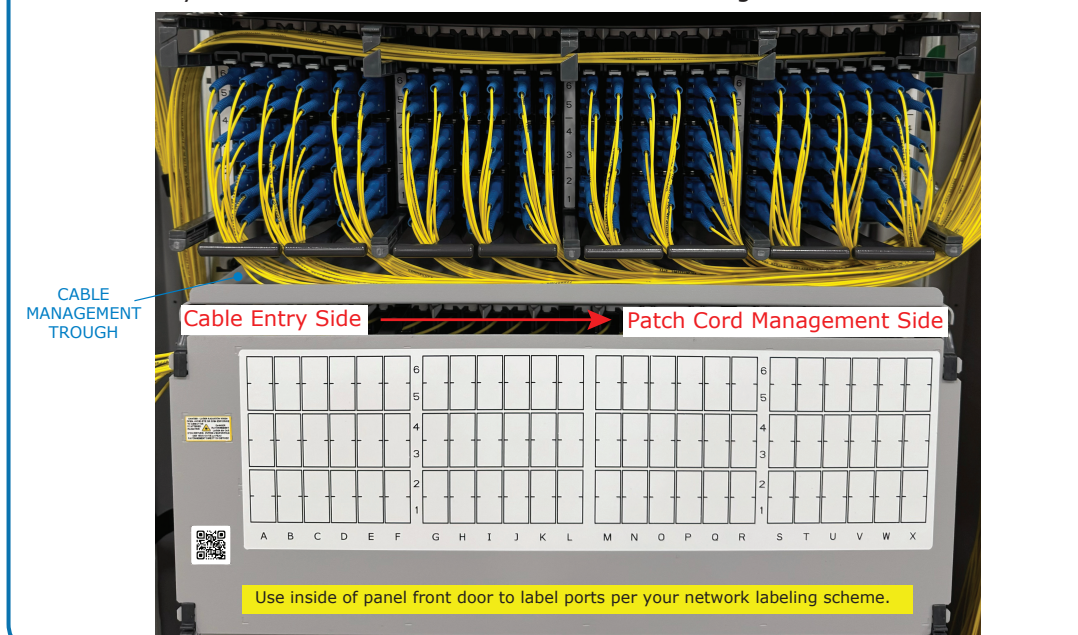 CABLE
MANAGEMENT
TROUGH
Cable Entry Side
Patch Cord Management Side
6
5
4
3
2
1
6
5
4
3
2
1
A B C D E F G H I J K L M N O P Q R S T U V W X
Use inside of panel front door to label ports per your network labeling scheme.